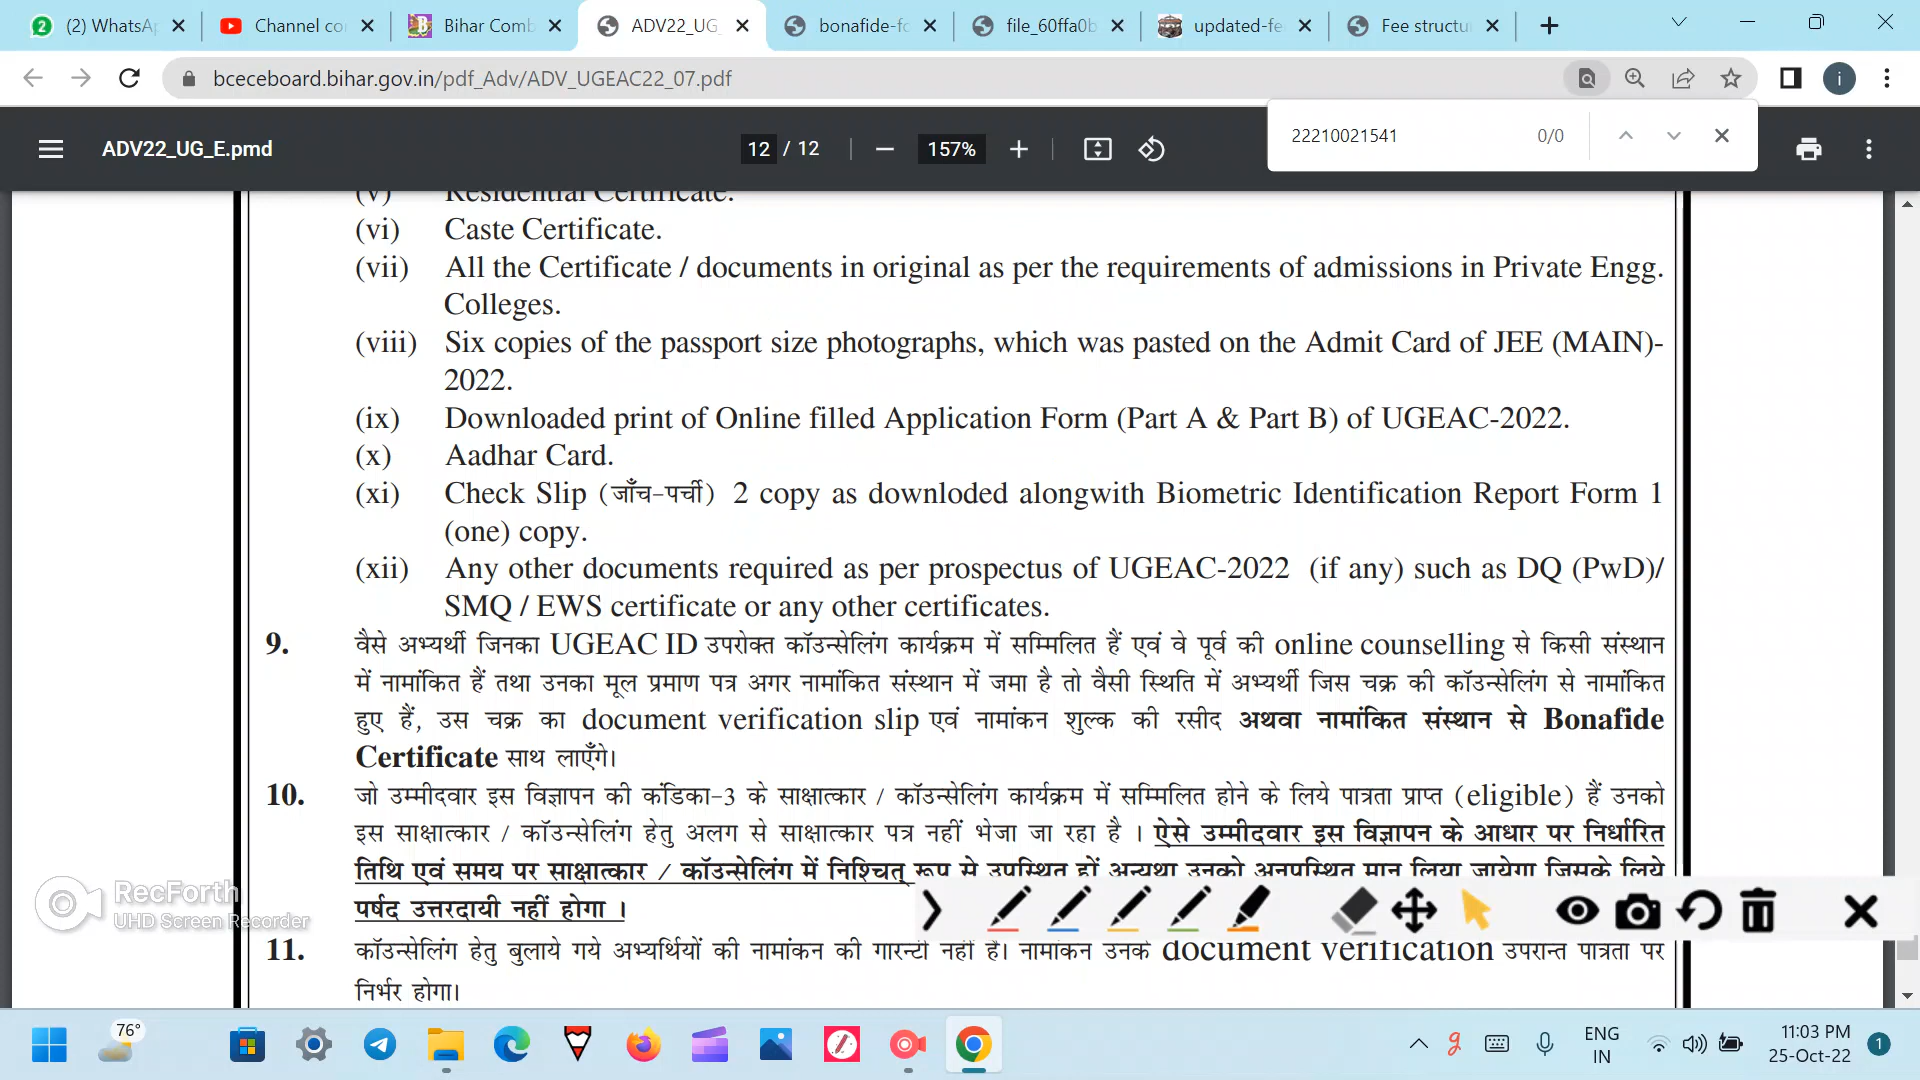 (2) WhatsAp
Channel co
Bihar Comb
ADV22_UG_
bonafide-fo
file_60ffa0b
updated-fe
Fee structu
bceceboard.bihar.gov.in/pdf_Adv/ADV_UGEAC22_07.pdf
i
22210021541 0/0
ADV22_UG_E.pmd
12 / 12
157%
(v) Residential Certificate.
(vi) Caste Certificate.
(vii) All the Certificate / documents in original as per the requirements of admissions in Private Engg.
Colleges.
(viii) Six copies of the passport size photographs, which was pasted on the Admit Card of JEE (MAIN)-
2022.
(ix) Downloaded print of Online filled Application Form (Part A & Part B) of UGEAC-2022.
(x) Aadhar Card.
(xi) Check Slip (जाँच-पर्ची) 2 copy as downloded alongwith Biometric Identification Report Form 1
(one) copy.
(xii) Any other documents required as per prospectus of UGEAC-2022 (if any) such as DQ (PwD)/
SMQ / EWS certificate or any other certificates.
9. वैसे अभ्यर्थी जिनका UGEAC ID उपरोक्त कॉउन्सेलिंग कार्यक्रम में सम्मिलित हैं एवं वे पूर्व की online counselling से किसी संस्थान
में नामांकित हैं तथा उनका मूल प्रमाण पत्र अगर नामांकित संस्थान में जमा है तो वैसी स्थिति में अभ्यर्थी जिस चक्र की कॉउन्सेलिंग से नामांकित
हुए हैं, उस चक्र का document verification slip एवं नामांकन शुल्क की रसीद अथवा नामांकित संस्थान से Bonafide
Certificate साथ लाएँगे।
10. जो उम्मीदवार इस विज्ञापन की कंडिका-3 के साक्षात्कार / कॉउन्सेलिंग कार्यक्रम में सम्मिलित होने के लिये पात्रता प्राप्त (eligible) हैं उनको
इस साक्षात्कार / कॉउन्सेलिंग हेतु अलग से साक्षात्कार पत्र नहीं भेजा जा रहा है । ऐसे उम्मीदवार इस विज्ञापन के आधार पर निर्धारित
तिथि एवं समय पर साक्षात्कार / कॉउन्सेलिंग में निश्चित् रूप से उपस्थित हों अन्यथा उनको अनुपस्थित मान लिया जायेगा जिसके लिये
पर्षद उत्तरदायी नहीं होगा ।
11. कॉउन्सेलिंग हेतु बुलाये गये अभ्यर्थियों की नामांकन की गारन्टी नहीं है। नामांकन उनके document verification उपरान्त पात्रता पर
निर्भर होगा।
RecForth
UHD Screen Recorder
76°
ENG
IN
11:03 PM
25-Oct-22
1